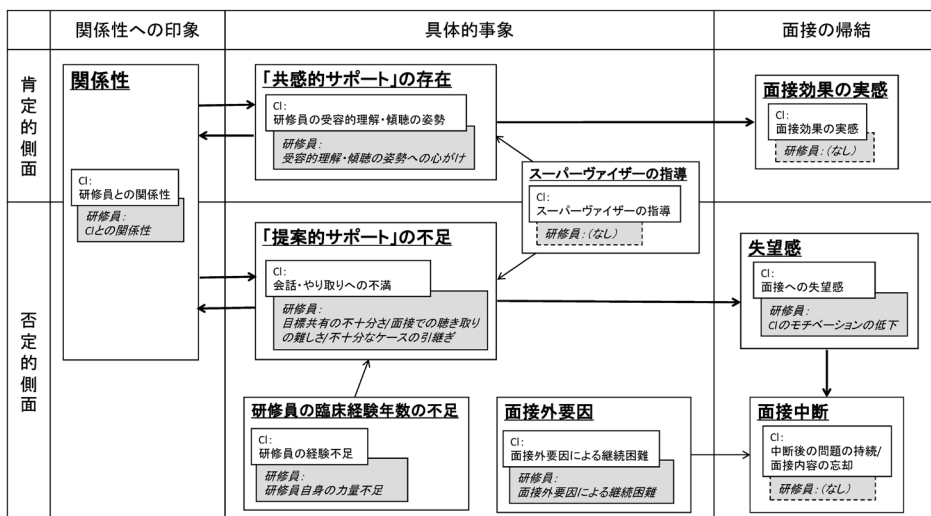 関係性への印象
具体的事象
面接の帰結
肯定的側面
否定的側面
関係性
Cl:
研修員との関係性
研修員:
Clとの関係性
「共感的サポート」の存在
Cl:
研修員の受容的理解・傾聴の姿勢
研修員:
受容的理解・傾聴の姿勢への心がけ
面接効果の実感
Cl:
面接効果の実感
研修員:(なし)
スーパーヴァイザーの指導
Cl:
スーパーヴァイザーの指導
研修員:(なし)
「提案的サポート」の不足
Cl:
会話・やり取りへの不満
研修員:
目標共有の不十分さ/面接での聴き取り
の難しさ/不十分なケースの引継ぎ
失望感
Cl:
面接への失望感
研修員:
Clのモチベーションの低下
研修員の臨床経験年数の不足
Cl:
研修員の経験不足
研修員:
研修員自身の力量不足
面接外要因
Cl:
面接外要因による継続困難
研修員:
面接外要因による継続困難
面接中断
Cl:
中断後の問題の持続/
面接内容の忘却
研修員:(なし)